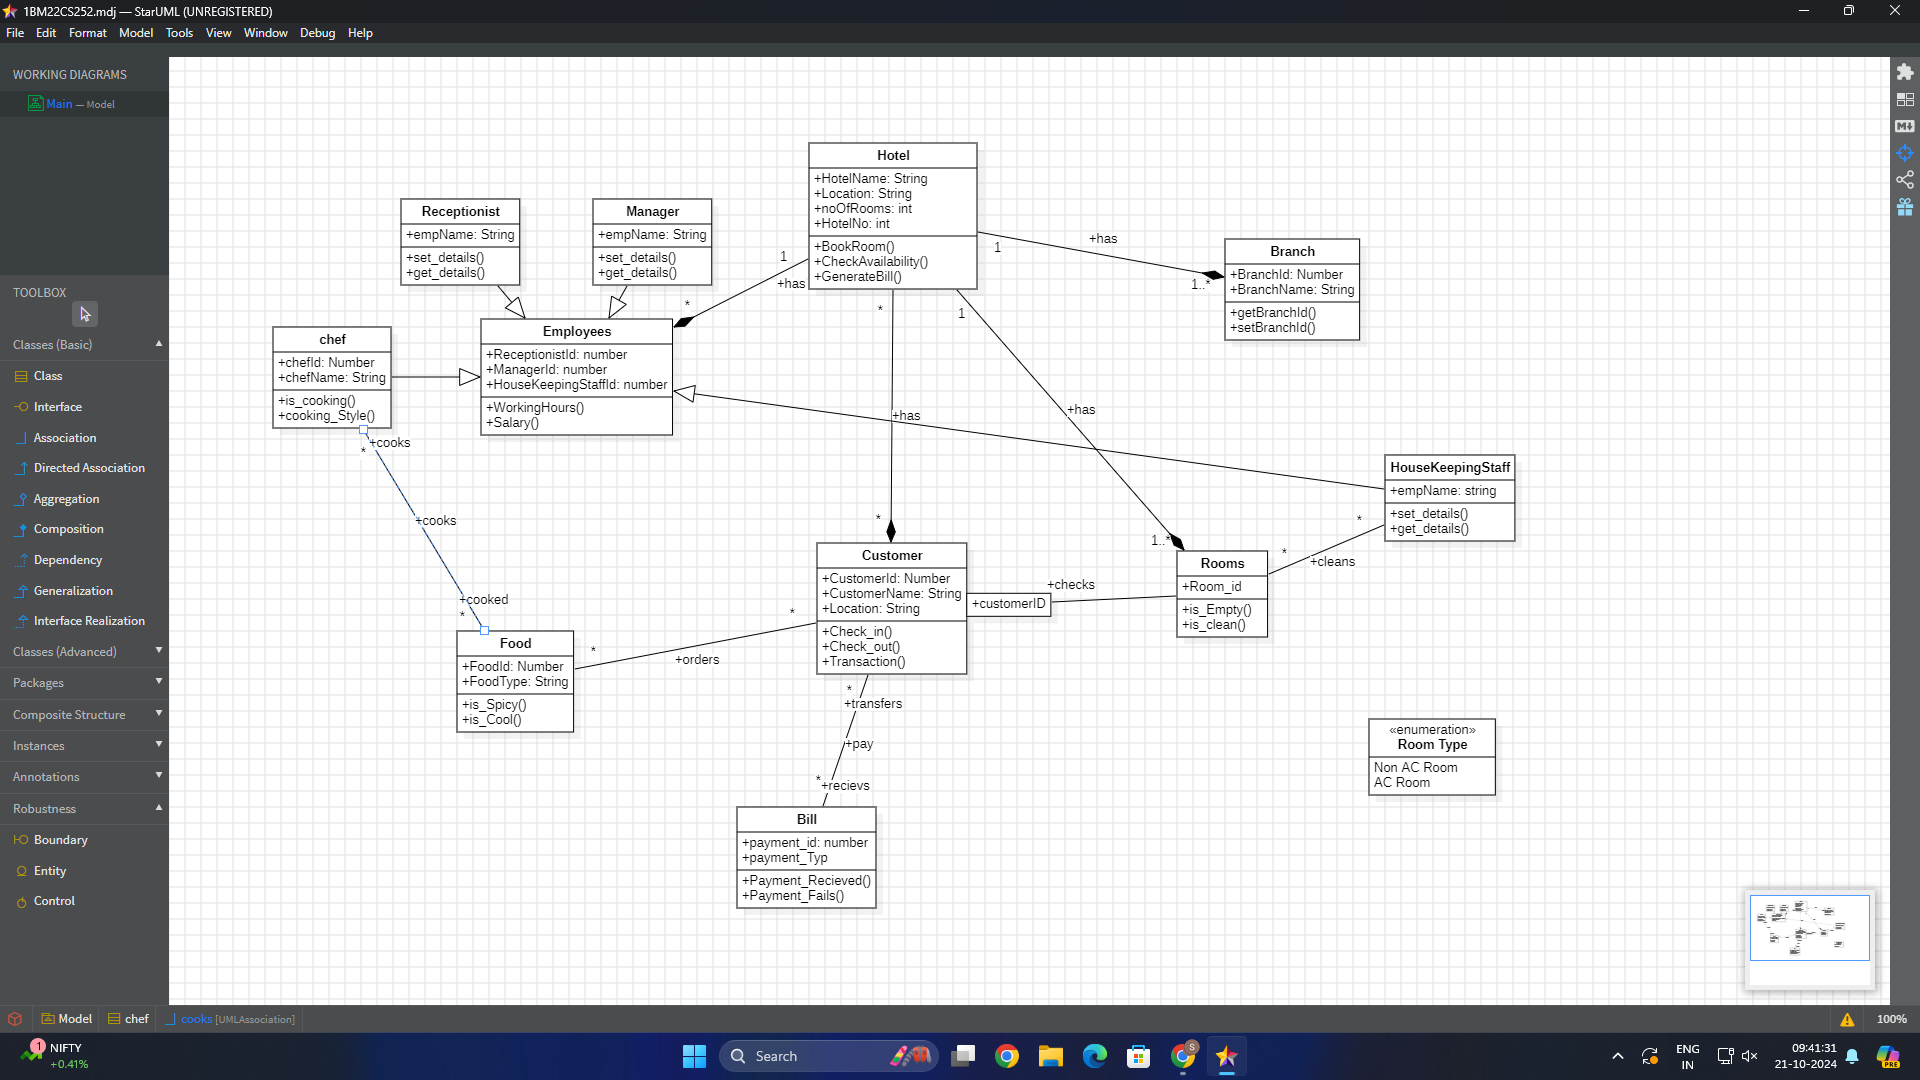 1BM22CS252.mdj — StarUML (UNREGISTERED)
File Edit Format Model Tools View Window Debug Help
WORKING DIAGRAMS
Main — Model
TOOLBOX
Classes (Basic)
Class
Interface
Association
Directed Association
Aggregation
Composition
Dependency
Generalization
Interface Realization
Classes (Advanced)
Packages
Composite Structure
Instances
Annotations
Robustness
Boundary
Entity
Control
Hotel
+HotelName: String
+Location: String
+noOfRooms: int
+HotelNo: int
+BookRoom()
+CheckAvailability()
+GenerateBill()
Receptionist
+empName: String
+set_details()
+get_details()
Manager
+empName: String
+set_details()
+get_details()
1
+has
*
1
+has
1..*
Branch
+BranchId: Number
+BranchName: String
+getBranchId()
+setBranchId()
chef
+chefId: Number
+chefName: String
+is_cooking()
+cooking_Style()
Employees
+ReceptionistId: number
+ManagerId: number
+HouseKeepingStaffId: number
+WorkingHours()
+Salary()
*
+has
*
1
+has
1..*
+cooks
*
+cooks
+cooked
*
HouseKeepingStaff
+empName: string
+set_details()
+get_details()
*
*
+cleans
Customer
+CustomerId: Number
+CustomerName: String
+Location: String
+Check_in()
+Check_out()
+Transaction()
+customerID
+checks
Rooms
+Room_id
+is_Empty()
+is_clean()
Food
+FoodId: Number
+FoodType: String
+is_Spicy()
+is_Cool()
*
*
+orders
*
+transfers
+pay
*
+recievs
Bill
+payment_id: number
+payment_Typ
+Payment_Recieved()
+Payment_Fails()
«enumeration»
Room Type
Non AC Room
AC Room
Model chef cooks [UMLAssociation]
100%
1
NIFTY
+0.41%
Search
S
ENG
IN
09:41:31
21-10-2024
PRE